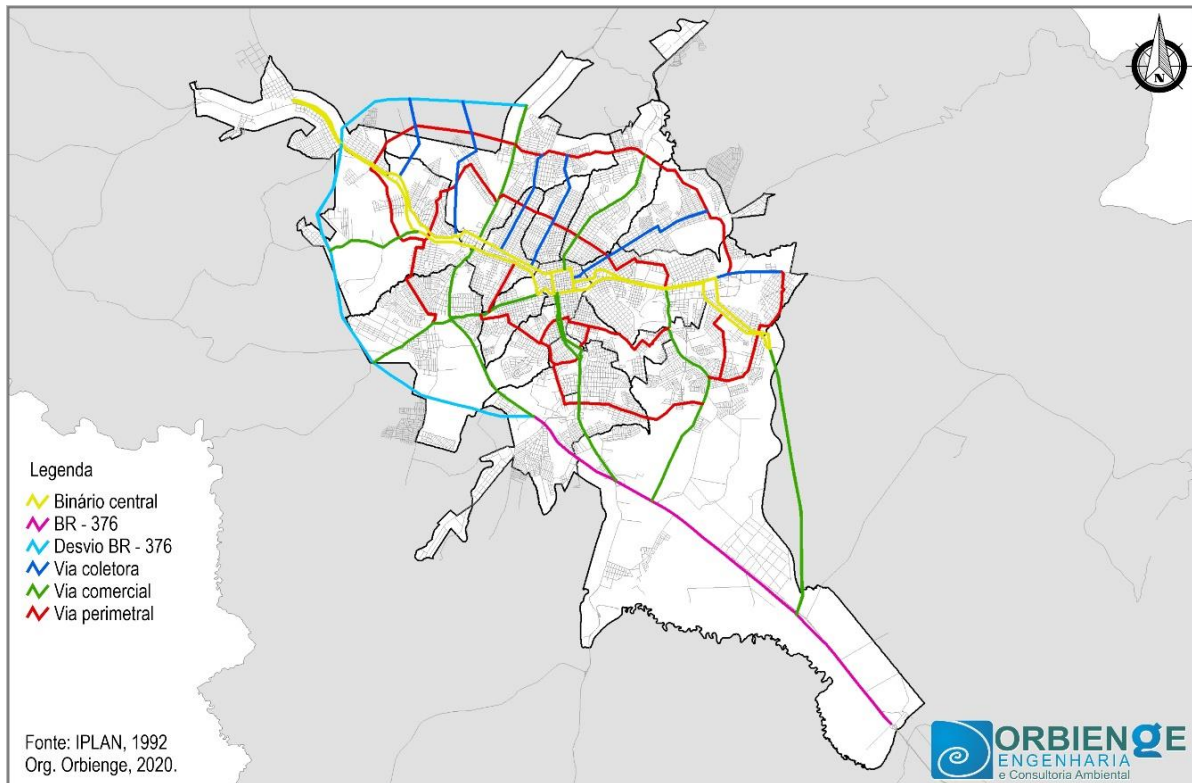 N
Legenda
Binário central
BR - 376
Desvio BR - 376
Via coletora
Via comercial
Via perimetral
Fonte: IPLAN, 1992
Org. Orbienge, 2020.
ORBIENGE
ENGENHARIA
e Consultoria Ambiental